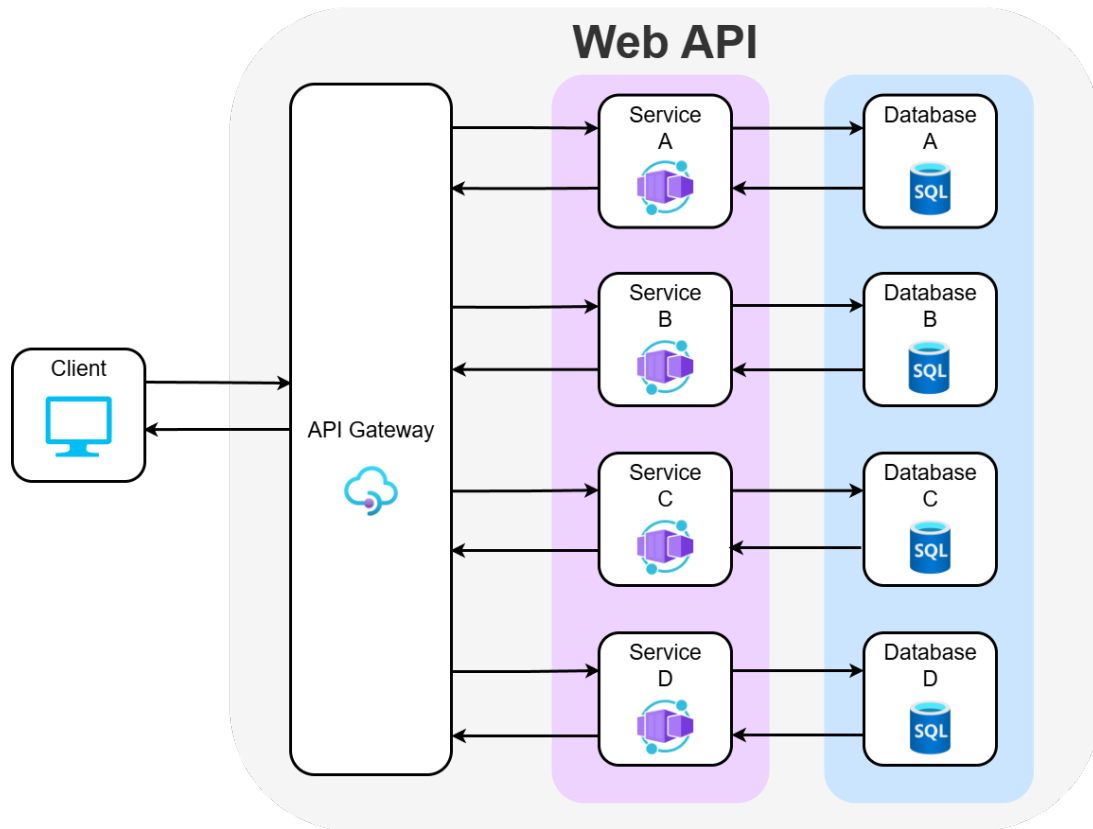 Web API
Client
API Gateway
Service
A
Database
A
SQL
Service
B
Database
B
SQL
Service
C
Database
C
SQL
Service
D
Database
D
SQL